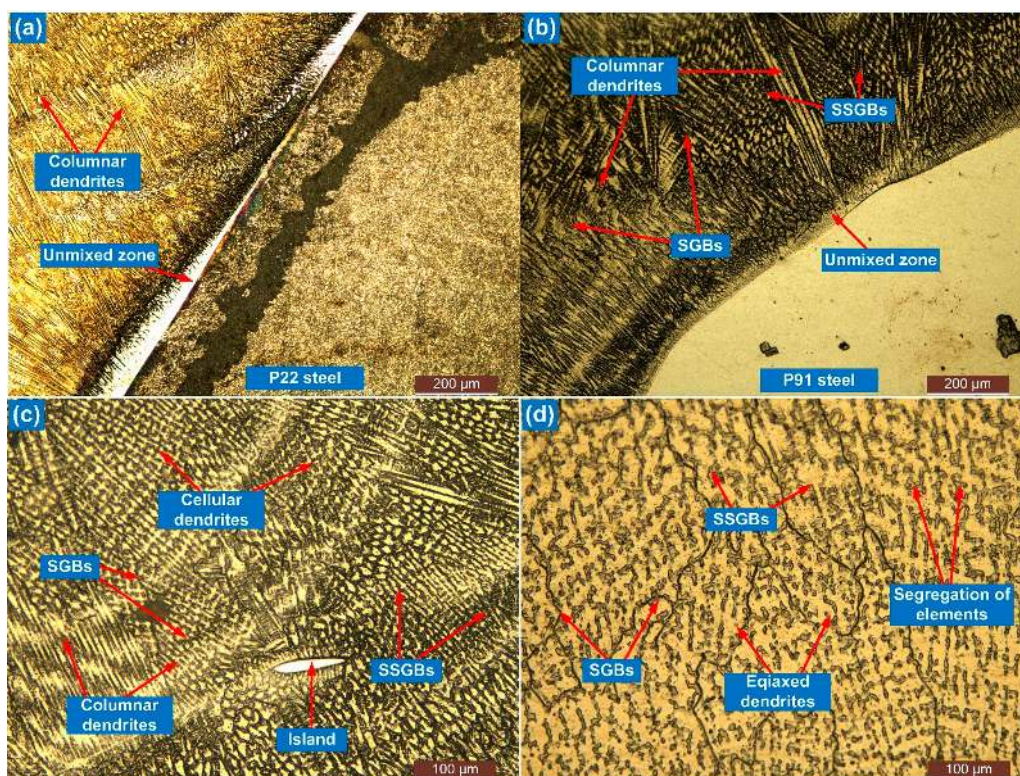 (a)
Columnar
dendrites
Unmixed zone
P22 steel
200 µm
(b)
Columnar
dendrites
SSGBs
SGBs
Unmixed zone
P91 steel
200 µm
(c)
Cellular
dendrites
SGBs
Columnar
dendrites
SSGBs
Island
100 µm
(d)
SSGBs
Segregation of
elements
SGBs
Eqiaxed
dendrites
100 µm